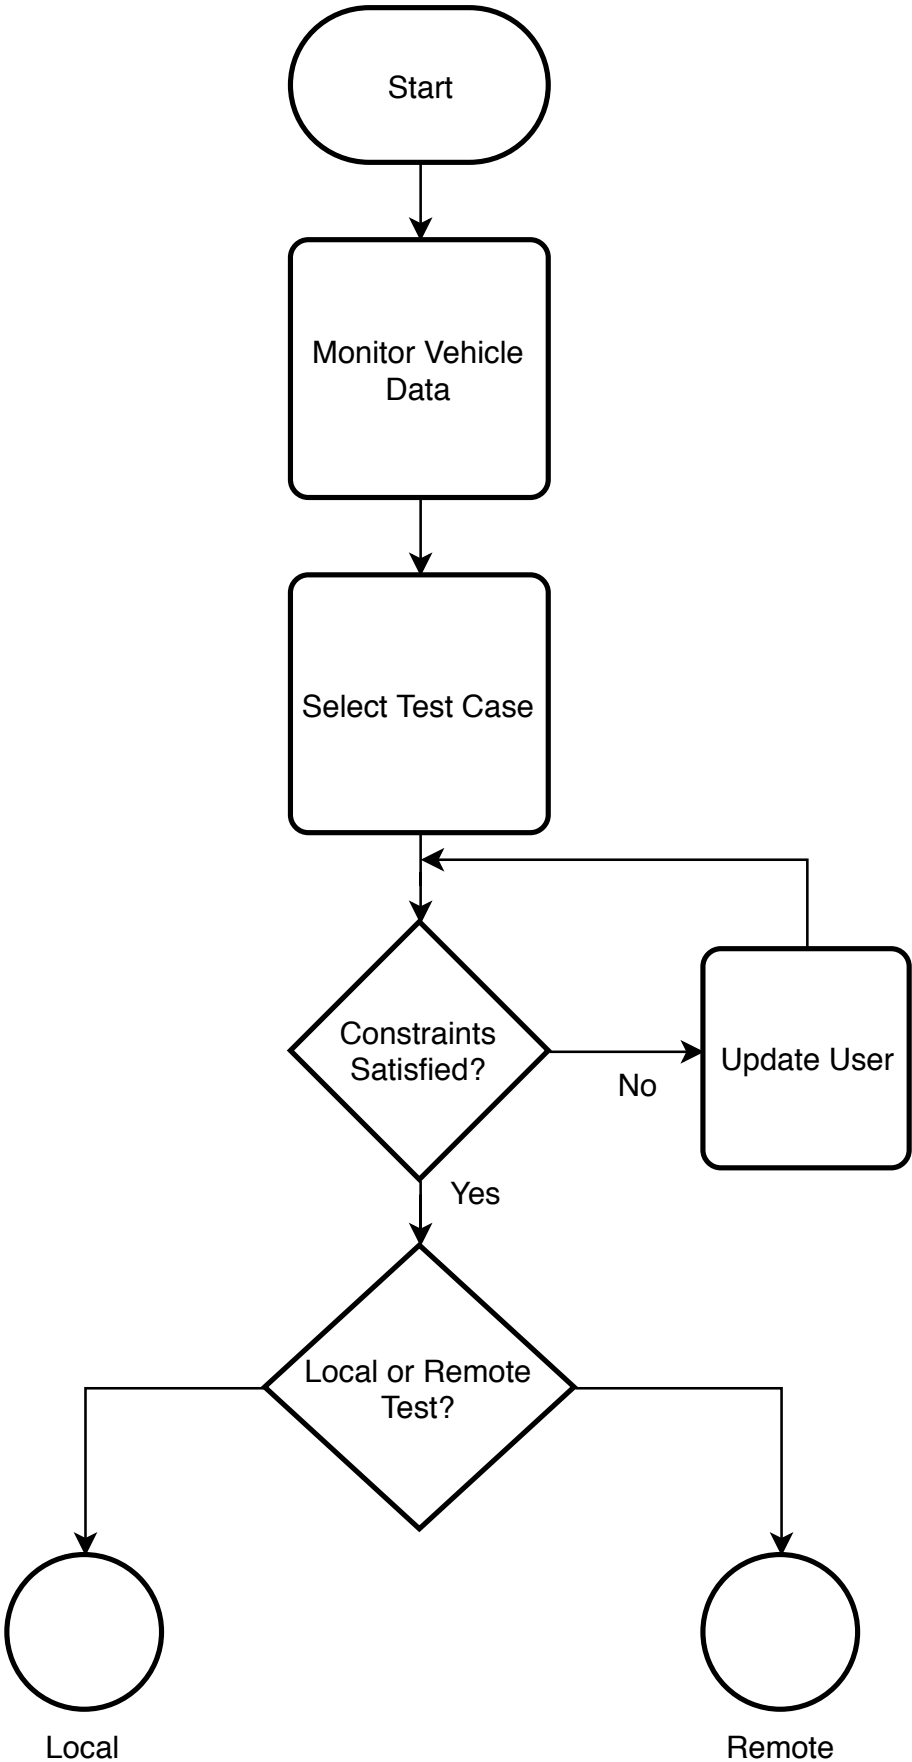 Start
Monitor Vehicle
Data
Select Test Case
Constraints
Satisfied?
Update User
No
Yes
Local or Remote
Test?
Local
Remote